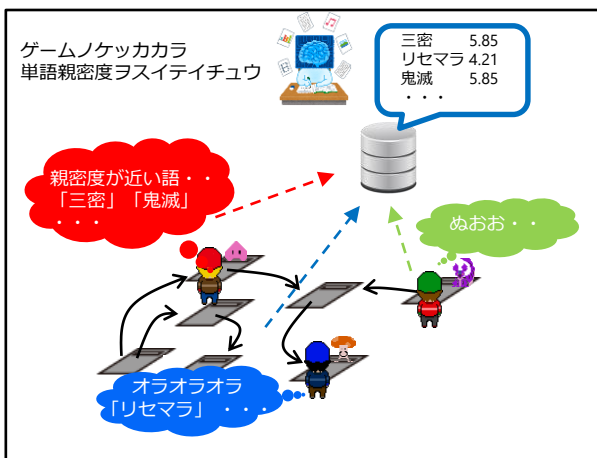 ゲームノケッカカラ
単語親密度ヲスイテイチュウ
三密 5.85
リセマラ 4.21
鬼滅 5.85
・・・
親密度が近い語・・
「三密」「鬼滅」
・・・
ぬおお・・
オラオラオラ
「リセマラ」・・・